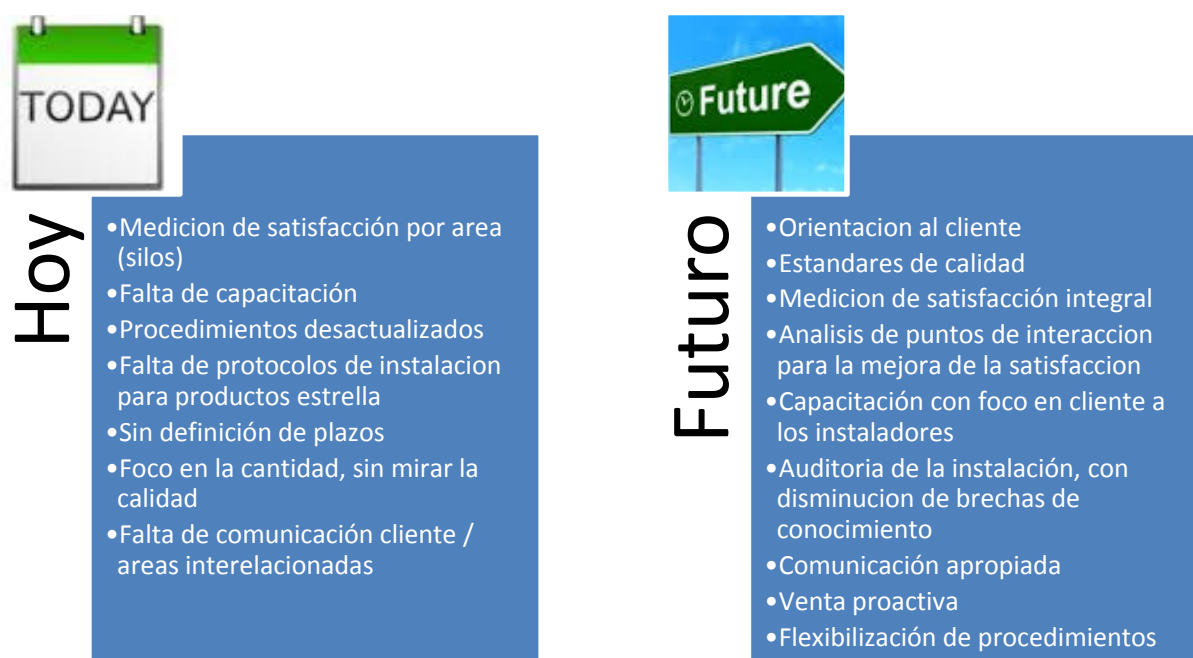 TODAY
Hoy
•Medicion de satisfacción por area
(silos)
•Falta de capacitación
•Procedimientos desactualizados
•Falta de protocolos de instalacion
para productos estrella
•Sin definición de plazos
•Foco en la cantidad, sin mirar la
calidad
•Falta de comunicación cliente /
areas interelacionadas
Future
Futuro
•Orientacion al cliente
•Estandares de calidad
•Medicion de satisfacción integral
•Analisis de puntos de interaccion
para la mejora de la satisfaccion
•Capacitación con foco en cliente a
los instaladores
•Auditoria de la instalación, con
disminucion de brechas de
conocimiento
•Comunicación apropiada
•Venta proactiva
•Flexibilización de procedimientos